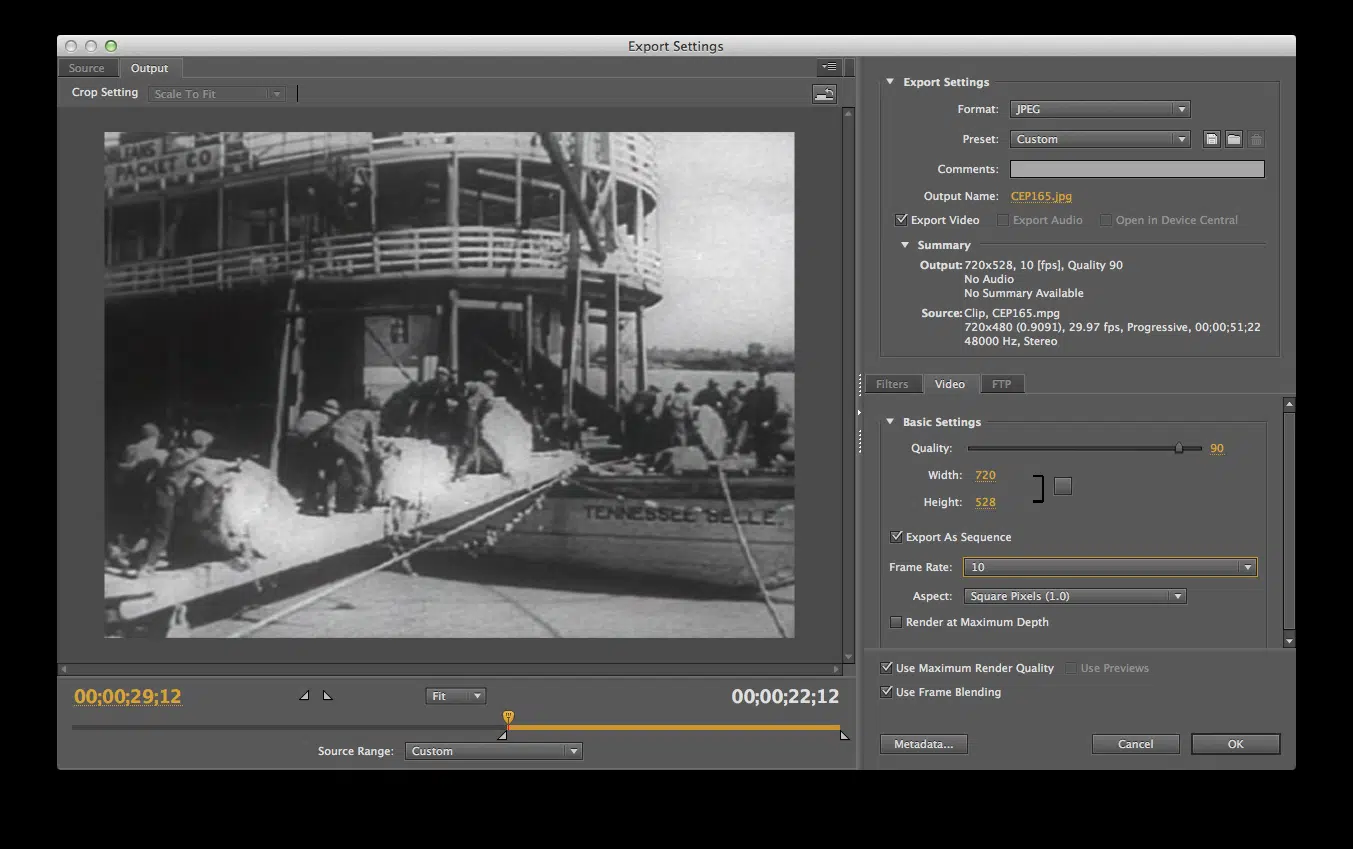 Export Settings
Source
Output
Crop Setting
Scale To Fit
ORLEANS
PACKET CO
TENNESSEE BELLE
00;00;29;12
Fit
00;00;22;12
Source Range:
Custom
Export Settings
Format:
JPEG
Preset:
Custom
Comments:
Output Name:
CEP165.jpg
Export Video
Export Audio
Open In Device Central
Summary
Output: 720x528, 10 [fps], Quality 90
No Audio
No Summary Available
Source: Clip, CEP165.mpg
720x480 (0.9091), 29.97 fps, Progressive, 00;00;51;22
48000 Hz, Stereo
Filters
Video
FTP
Basic Settings
Quality:
90
Width:
720
Height:
528
Export As Sequence
Frame Rate:
10
Aspect:
Square Pixels (1.0)
Render at Maximum Depth
Use Maximum Render Quality
Use Previews
Use Frame Blending
Metadata...
Cancel
OK